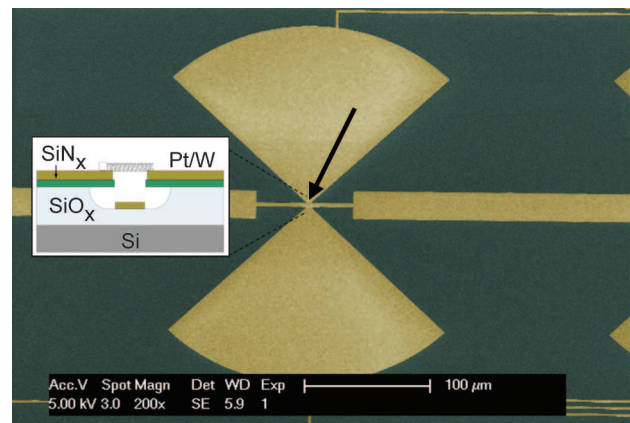 SiNx Pt/W
SiOx
Si
Acc.V Spot Magn Det WD Exp 100 μm
5.00 kV 3.0 200x SE 5.9 1